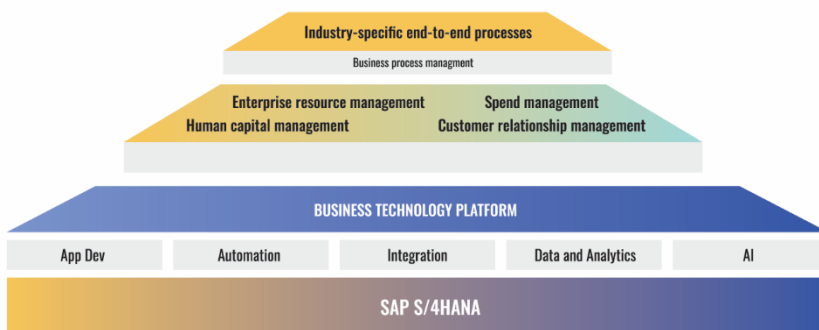 Industry-specific end-to-end processes
Business process managment
Enterprise resource management
Spend management
Human capital management
Customer relationship management
BUSINESS TECHNOLOGY PLATFORM
App Dev
Automation
Integration
Data and Analytics
AI
SAP S/4HANA